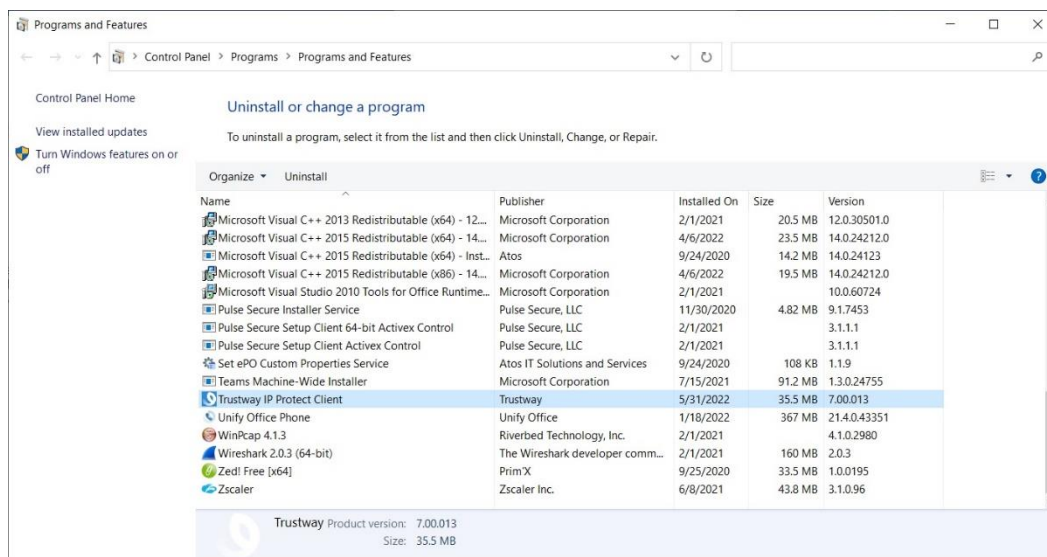 Programs and Features
Control Panel > Programs > Programs and Features
Control Panel Home
View installed updates
Turn Windows features on or
off
Uninstall or change a program
To uninstall a program, select it from the list and then click Uninstall, Change, or Repair.
Organize Uninstall
Name Publisher Installed On Size Version
Microsoft Visual C++ 2013 Redistributable (x64) - 12.... Microsoft Corporation 2/1/2021 20.5 MB 12.0.30501.0
Microsoft Visual C++ 2015 Redistributable (x64) - 14.... Microsoft Corporation 4/6/2022 23.5 MB 14.0.24212.0
Microsoft Visual C++ 2015 Redistributable (x64) - Inst... Atos 9/24/2020 14.2 MB 14.0.24123
Microsoft Visual C++ 2015 Redistributable (x86) - 14.... Microsoft Corporation 4/6/2022 19.5 MB 14.0.24212.0
Microsoft Visual Studio 2010 Tools for Office Runtime... Microsoft Corporation 2/1/2021 10.0.60724
Pulse Secure Installer Service Pulse Secure, LLC 11/30/2020 4.82 MB 9.1.7453
Pulse Secure Setup Client 64-bit Activex Control Pulse Secure, LLC 2/1/2021 3.1.1.1
Pulse Secure Setup Client Activex Control Pulse Secure, LLC 2/1/2021 3.1.1.1
Set ePO Custom Properties Service Atos IT Solutions and Services 9/24/2020 108 KB 1.1.9
Teams Machine-Wide Installer Microsoft Corporation 7/15/2021 91.2 MB 1.3.0.24755
Trustway IP Protect Client Trustway 5/31/2022 35.5 MB 7.00.013
Unify Office Phone Unify Office 1/18/2022 367 MB 21.4.0.43351
WinPcap 4.1.3 Riverbed Technology, Inc. 2/1/2021 4.1.0.2980
Wireshark 2.0.3 (64-bit) The Wireshark developer comm... 2/1/2021 160 MB 2.0.3
Zed! Free [x64] Prim'X 9/25/2020 33.5 MB 1.0.0195
Zscaler Zscaler Inc. 6/8/2021 43.8 MB 3.1.0.96
Trustway Product version: 7.00.013
Size: 35.5 MB